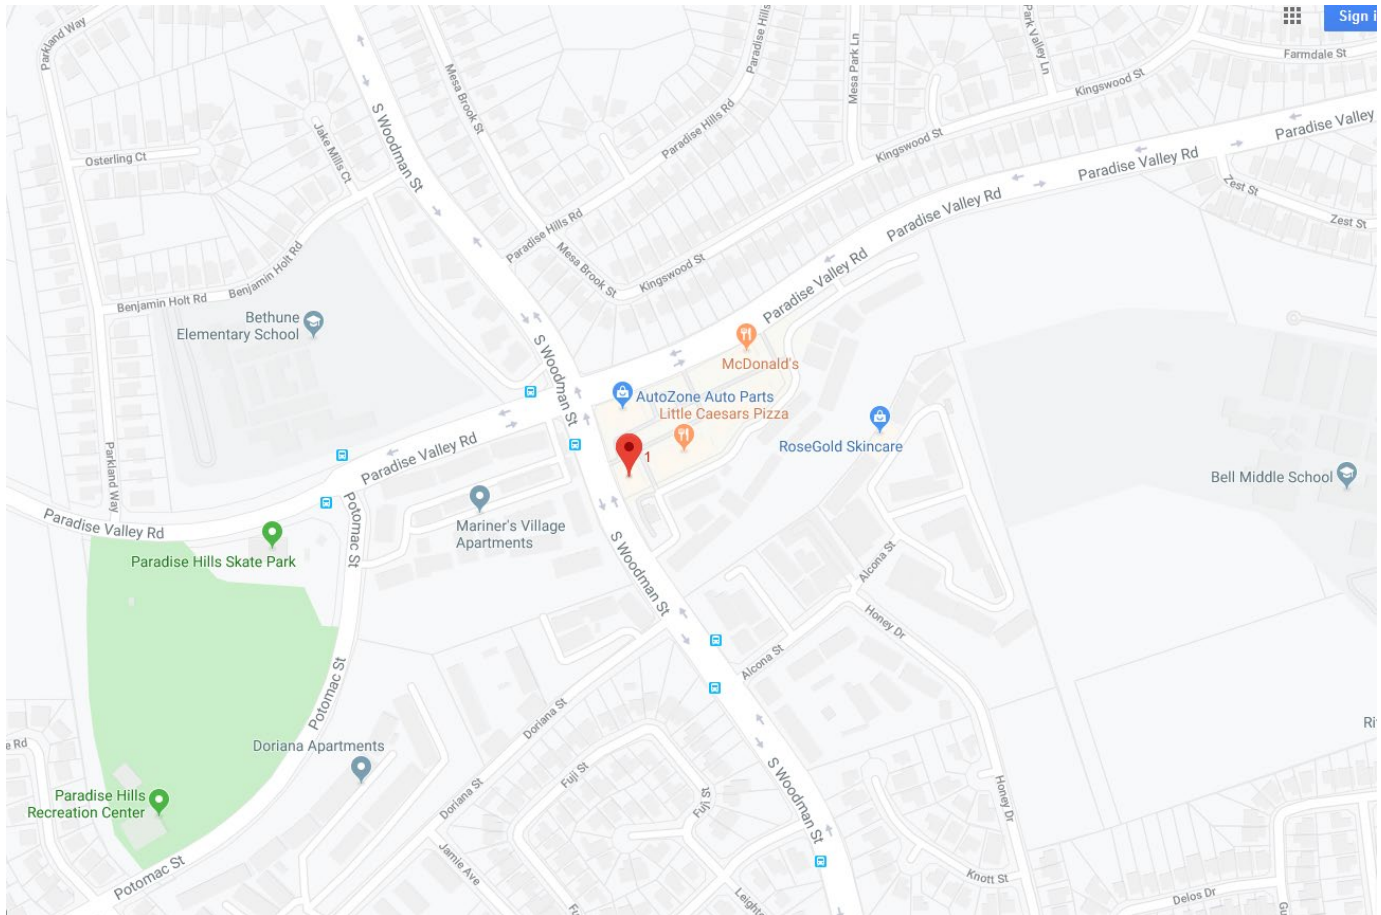 Parkland Way
Paradise Hills
Mesa Park Ln
Park Valley Ln
Sign i
Farmdale St
Mesa Brook St
Kingswood St
S Woodman St
Jake Mills Ct
Paradise Hills Rd
Paradise Valley
Osterling Ct
Kingswood St
Paradise Valley Rd
Zest St
Zest St
Paradise Valley Rd
Paradise Hills Rd
Mesa Brook St
Kingswood St
Benjamin Holt Rd
Benjamin Holt Rd
Paradise Valley Rd
Bethune
Elementary School
S Woodman St
McDonald's
AutoZone Auto Parts
Little Caesars Pizza
RoseGold Skincare
1
Paradise Valley Rd
Parkland Way
Bell Middle School
Paradise Valley Rd
Potomac St
Mariner's Village
Apartments
Paradise Hills Skate Park
S Woodman St
Alcona St
Honey Dr
Alcona St
Potomac St
Doriana St
Ri
e Rd
Doriana Apartments
Fuji St
S Woodman St
Paradise Hills
Recreation Center
Doriana St
Fuji St
Honey Dr
Potomac St
Jamie Ave
Knott St
Delos Dr
Leight
Fu
Gu